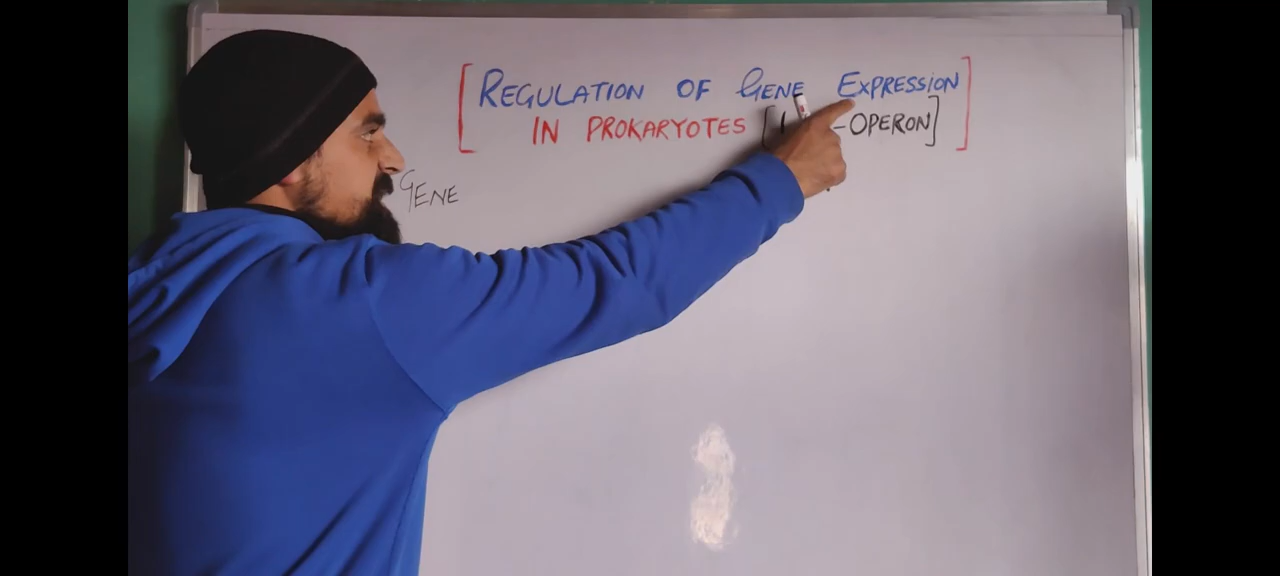 [REGULATION OF GENE EXPRESSION
IN PROKARYOTES [ -OPERON]]
GENE